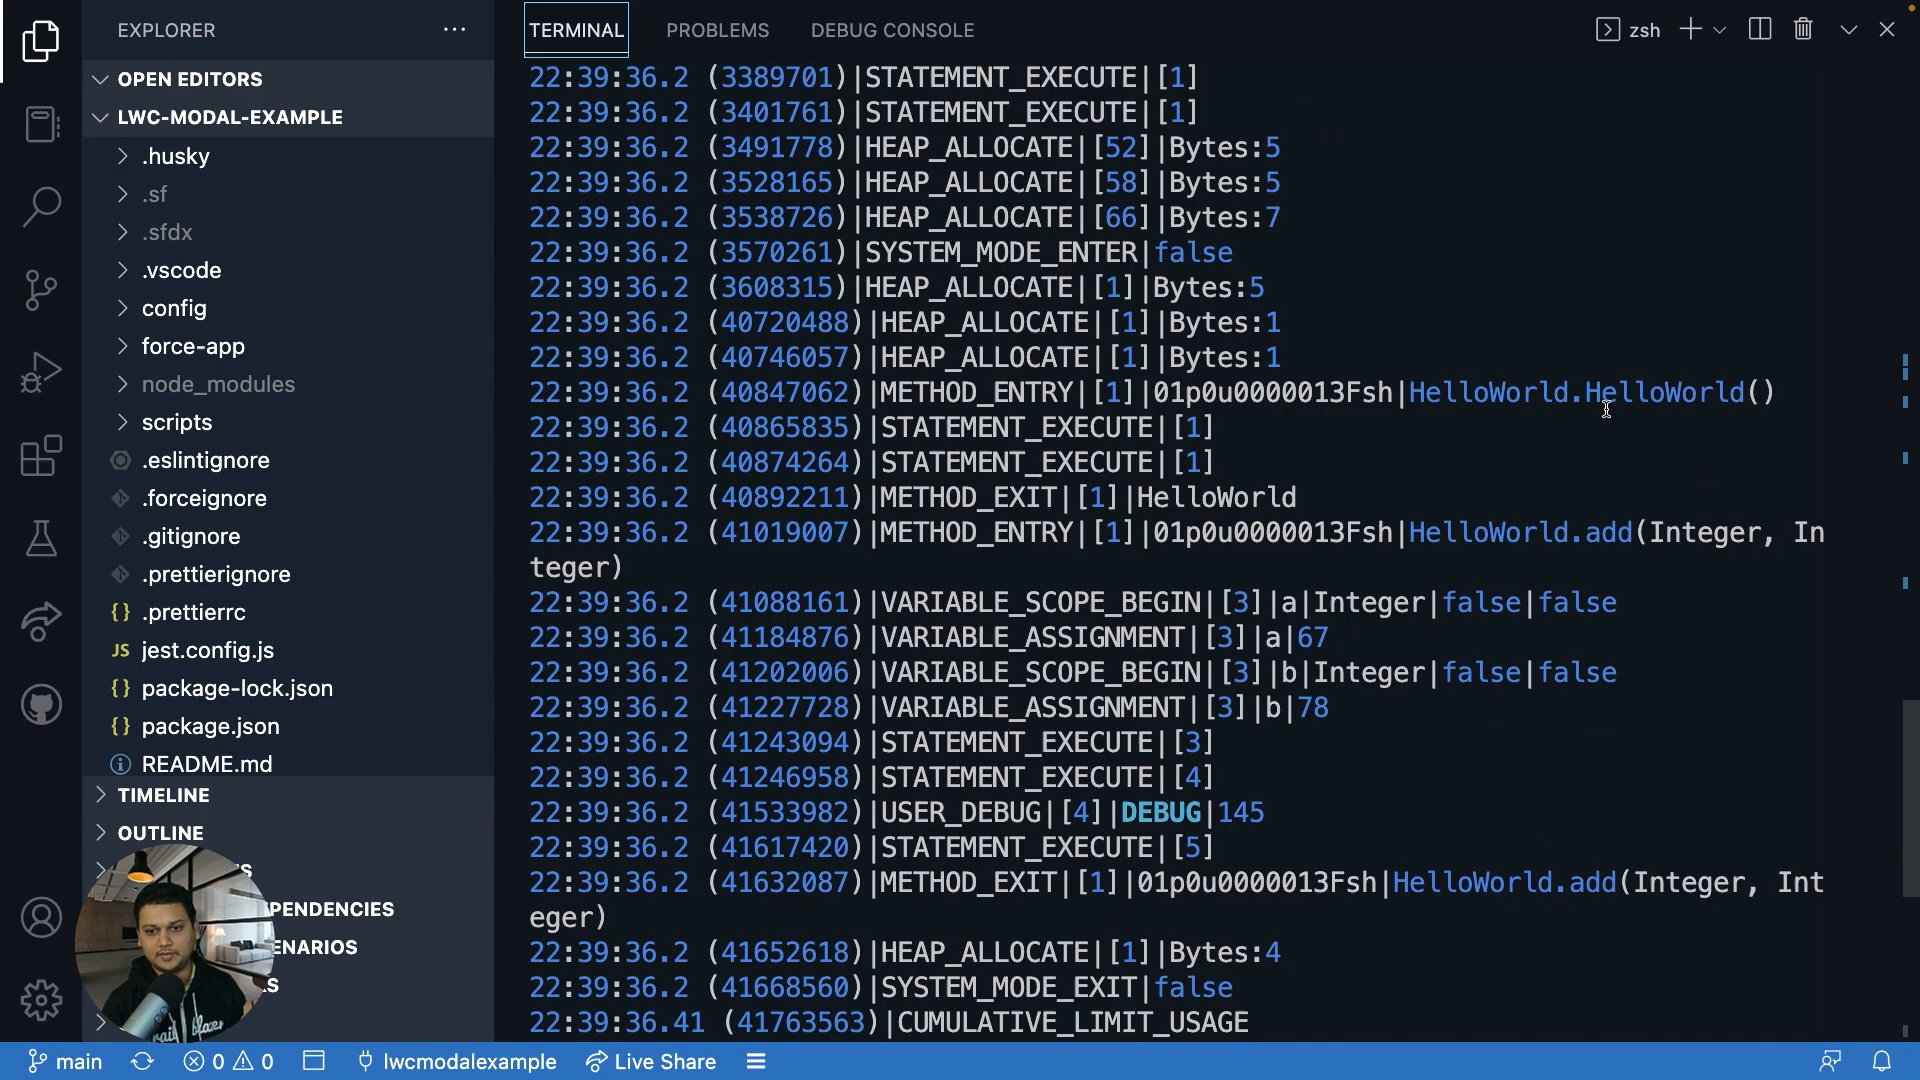 EXPLORER
OPEN EDITORS
LWC-MODAL-EXAMPLE
.husky
.sf
.sfdx
.vscode
config
force-app
node_modules
scripts
.eslintignore
.forceignore
.gitignore
.prettierignore
.prettierrc
JS jest.config.js
package-lock.json
package.json
README.md
TIMELINE
OUTLINE
S
PENDENCIES
ENARIOS
S
TERMINAL PROBLEMS DEBUG CONSOLE
zsh
22:39:36.2 (3389701)|STATEMENT_EXECUTE|[1]
22:39:36.2 (3401761)|STATEMENT_EXECUTE|[1]
22:39:36.2 (3491778)|HEAP_ALLOCATE|[52]|Bytes:5
22:39:36.2 (3528165)|HEAP_ALLOCATE|[58]|Bytes:5
22:39:36.2 (3538726)|HEAP_ALLOCATE|[66]|Bytes:7
22:39:36.2 (3570261)|SYSTEM_MODE_ENTER|false
22:39:36.2 (3608315)|HEAP_ALLOCATE|[1]|Bytes:5
22:39:36.2 (40720488)|HEAP_ALLOCATE|[1]|Bytes:1
22:39:36.2 (40746057)|HEAP_ALLOCATE|[1]|Bytes:1
22:39:36.2 (40847062)|METHOD_ENTRY|[1]|01p0u0000013Fsh|HelloWorld.HelloWorld()
22:39:36.2 (40865835)|STATEMENT_EXECUTE|[1]
22:39:36.2 (40874264)|STATEMENT_EXECUTE|[1]
22:39:36.2 (40892211)|METHOD_EXIT|[1]|HelloWorld
22:39:36.2 (41019007)|METHOD_ENTRY|[1]|01p0u0000013Fsh|HelloWorld.add(Integer, In
teger)
22:39:36.2 (41088161)|VARIABLE_SCOPE_BEGIN|[3]|a|Integer|false|false
22:39:36.2 (41184876)|VARIABLE_ASSIGNMENT|[3]|a|67
22:39:36.2 (41202006)|VARIABLE_SCOPE_BEGIN|[3]|b|Integer|false|false
22:39:36.2 (41227728)|VARIABLE_ASSIGNMENT|[3]|b|78
22:39:36.2 (41243094)|STATEMENT_EXECUTE|[3]
22:39:36.2 (41246958)|STATEMENT_EXECUTE|[4]
22:39:36.2 (41533982)|USER_DEBUG|[4]|DEBUG|145
22:39:36.2 (41617420)|STATEMENT_EXECUTE|[5]
22:39:36.2 (41632087)|METHOD_EXIT|[1]|01p0u0000013Fsh|HelloWorld.add(Integer, Int
eger)
22:39:36.2 (41652618)|HEAP_ALLOCATE|[1]|Bytes:4
22:39:36.2 (41668560)|SYSTEM_MODE_EXIT|false
22:39:36.41 (41763563)|CUMULATIVE_LIMIT_USAGE
main 0 0 lwcmodalexample Live Share